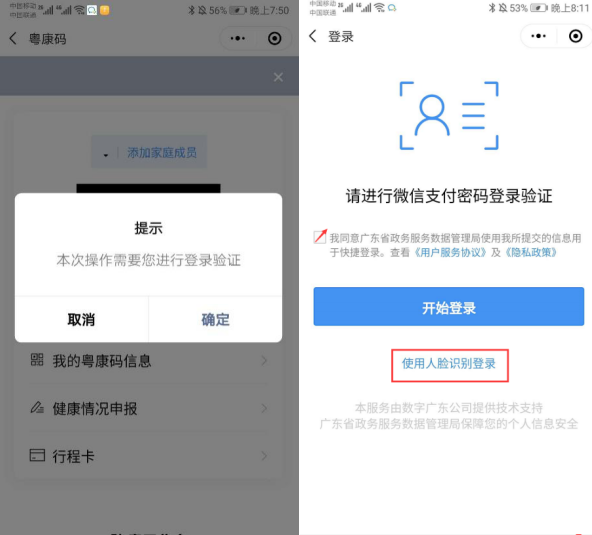 中国移动
中国联通
56%
晚上7:50
粤康码
添加家庭成员
提示
本次操作需要您进行登录验证
取消
确定
我的粤康码信息
健康情况申报
行程卡
中国移动
中国联通
53%
晚上8:11
登录
请进行微信支付密码登录验证
我同意广东省政务服务数据管理局使用我所提交的信息用
于快捷登录。查看《用户服务协议》及《隐私政策》
开始登录
使用人脸识别登录
本服务由数字广东公司提供技术支持
广东省政务服务数据管理局保障您的个人信息安全